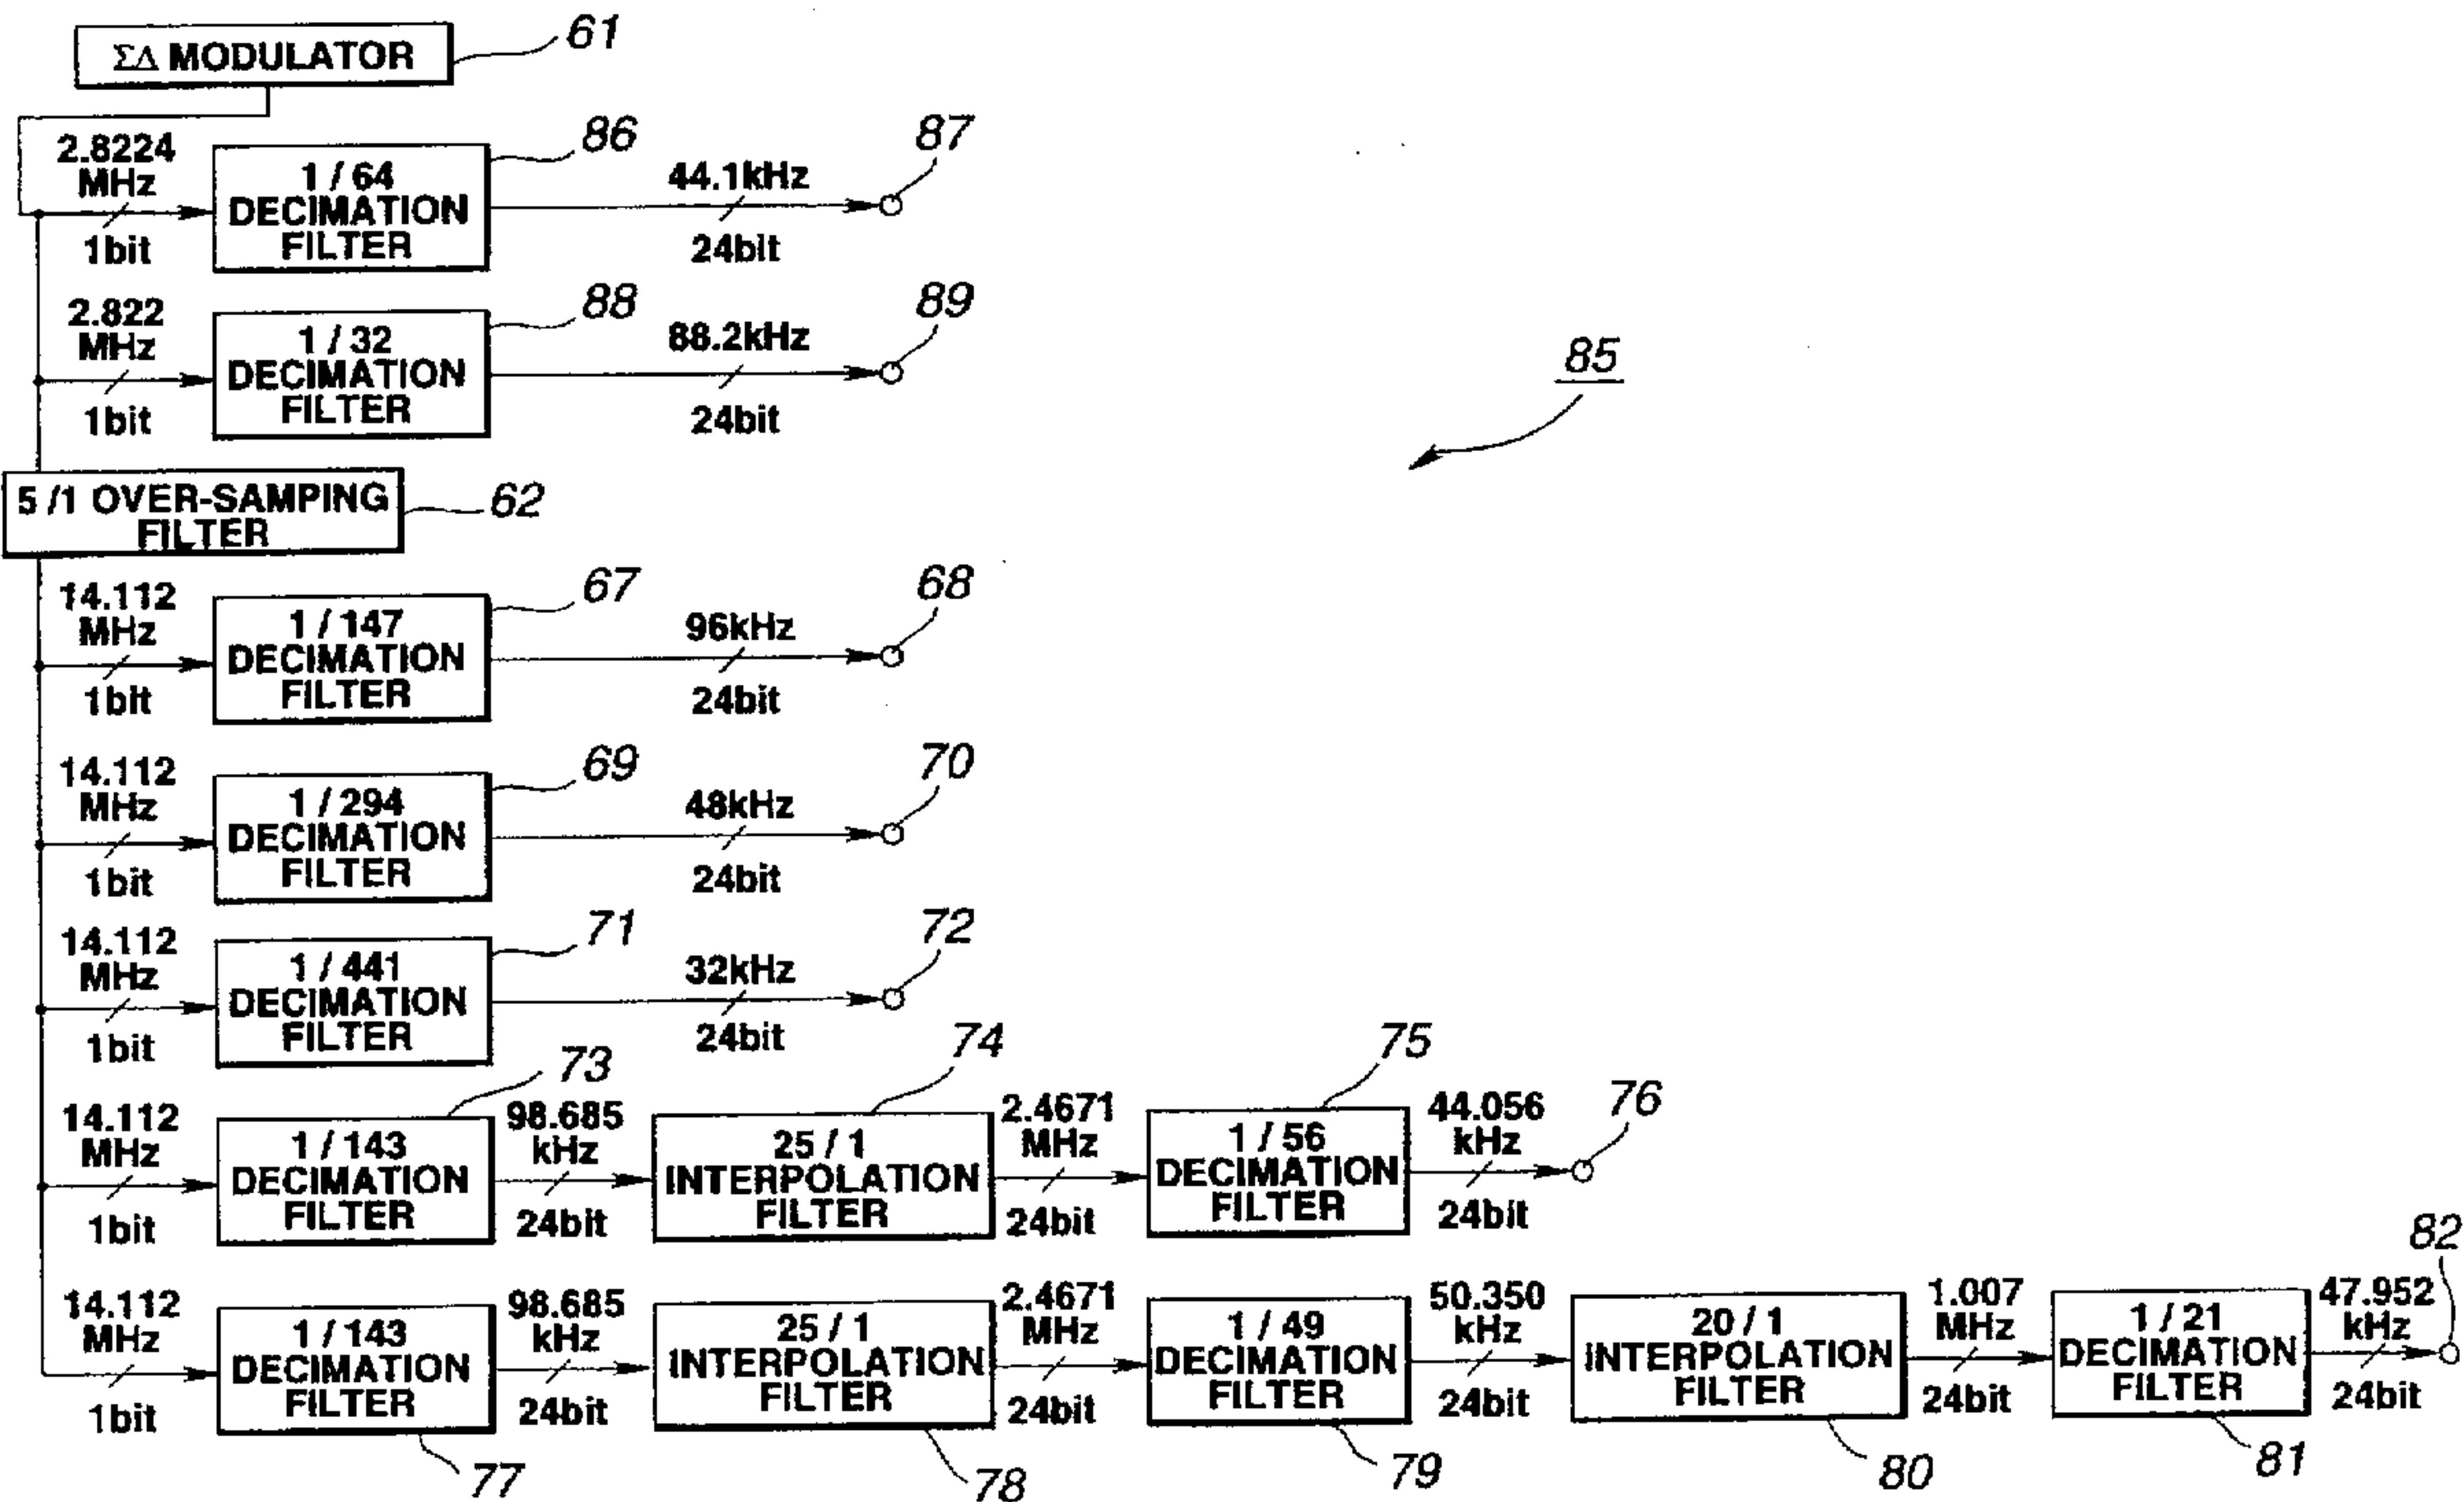 ΣΔ MODULATOR
61
2.8224
MHz
1bit
86
1 / 64
DECIMATION
FILTER
44.1kHz
24bit
87
2.822
MHz
1bit
88
1 / 32
DECIMATION
FILTER
88.2kHz
24bit
89
85
5 /1 OVER-SAMPING
FILTER
62
14.112
MHz
1bit
67
1 / 147
DECIMATION
FILTER
96kHz
24bit
68
14.112
MHz
1bit
69
1 / 294
DECIMATION
FILTER
48kHz
24bit
70
14.112
MHz
1bit
71
1 / 441
DECIMATION
FILTER
32kHz
24bit
72
14.112
MHz
1bit
73
1 / 143
DECIMATION
FILTER
98.685
kHz
24bit
74
25 / 1
INTERPOLATION
FILTER
2.4671
MHz
24bit
75
1 / 56
DECIMATION
FILTER
44.056
kHz
24bit
76
14.112
MHz
1bit
1 / 143
DECIMATION
FILTER
77
98.685
kHz
24bit
25 / 1
INTERPOLATION
FILTER
78
2.4671
MHz
24bit
1 / 49
DECIMATION
FILTER
79
50.350
kHz
24bit
20 / 1
INTERPOLATION
FILTER
80
1.007
MHz
24bit
1 / 21
DECIMATION
FILTER
81
47.952
kHz
24bit
82